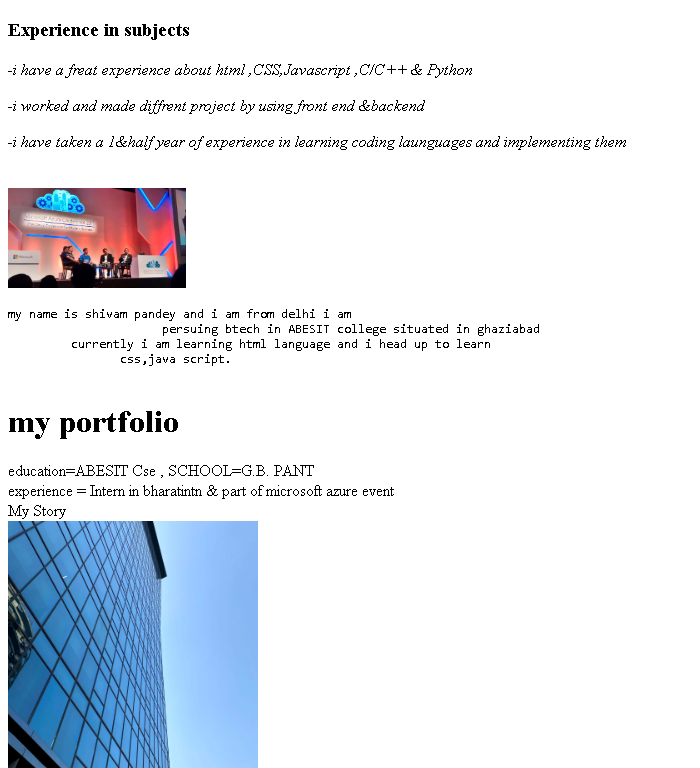 Experience in subjects
-i have a freat experience about html ,CSS,Javascript ,C/C++ & Python
-i worked and made diffrent project by using front end &backend
-i have taken a 1&half year of experience in learning coding launguages and implementing them
my name is shivam pandey and i am from delhi i am
persuing btech in ABESIT college situated in ghaziabad
currently i am learning html language and i head up to learn
css,java script.
my portfolio
education=ABESIT Cse , SCHOOL=G.B. PANT
experience = Intern in bharatintn & part of microsoft azure event
My Story